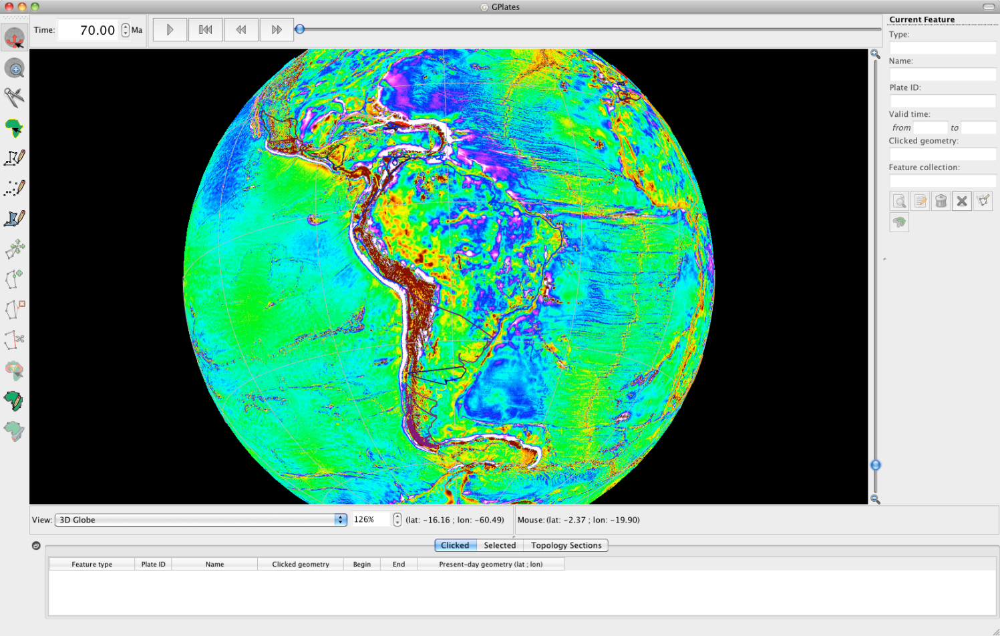 GPlates
Time: 70.00 Ma
Current Feature
Type:
Name:
Plate ID:
Valid time:
from to
Clicked geometry:
Feature collection:
View: 3D Globe 126% (lat: -16.16 ; lon: -60.49) Mouse: (lat: -2.37 ; lon: -19.90)
Clicked Selected Topology Sections
Feature type Plate ID Name Clicked geometry Begin End Present-day geometry (lat ; lon)